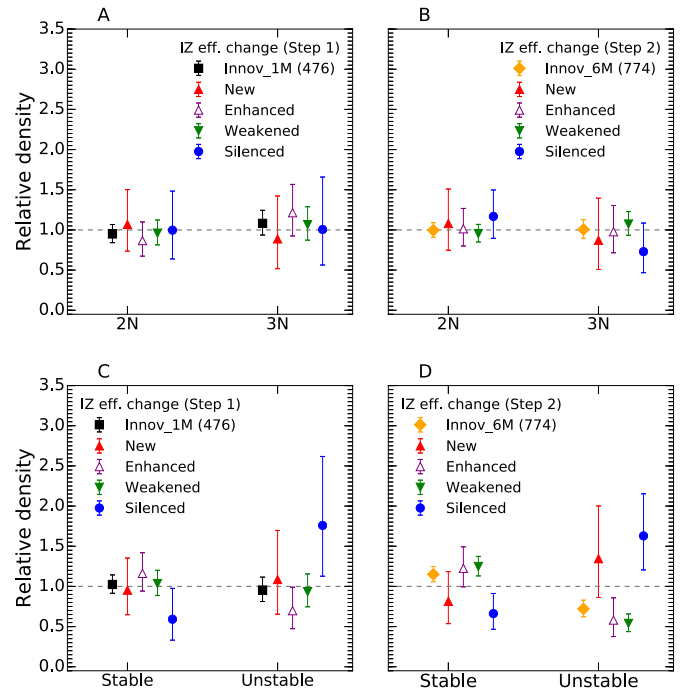 A
B
3.5
3.0
2.5
2.0
1.5
1.0
0.5
0.0
Relative density
IZ eff. change (Step 1)
Innov_1M (476)
New
Enhanced
Weakened
Silenced
2N
3N
IZ eff. change (Step 2)
Innov_6M (774)
New
Enhanced
Weakened
Silenced
2N
3N
C
D
3.5
3.0
2.5
2.0
1.5
1.0
0.5
0.0
Relative density
IZ eff. change (Step 1)
Innov_1M (476)
New
Enhanced
Weakened
Silenced
Stable
Unstable
IZ eff. change (Step 2)
Innov_6M (774)
New
Enhanced
Weakened
Silenced
Stable
Unstable